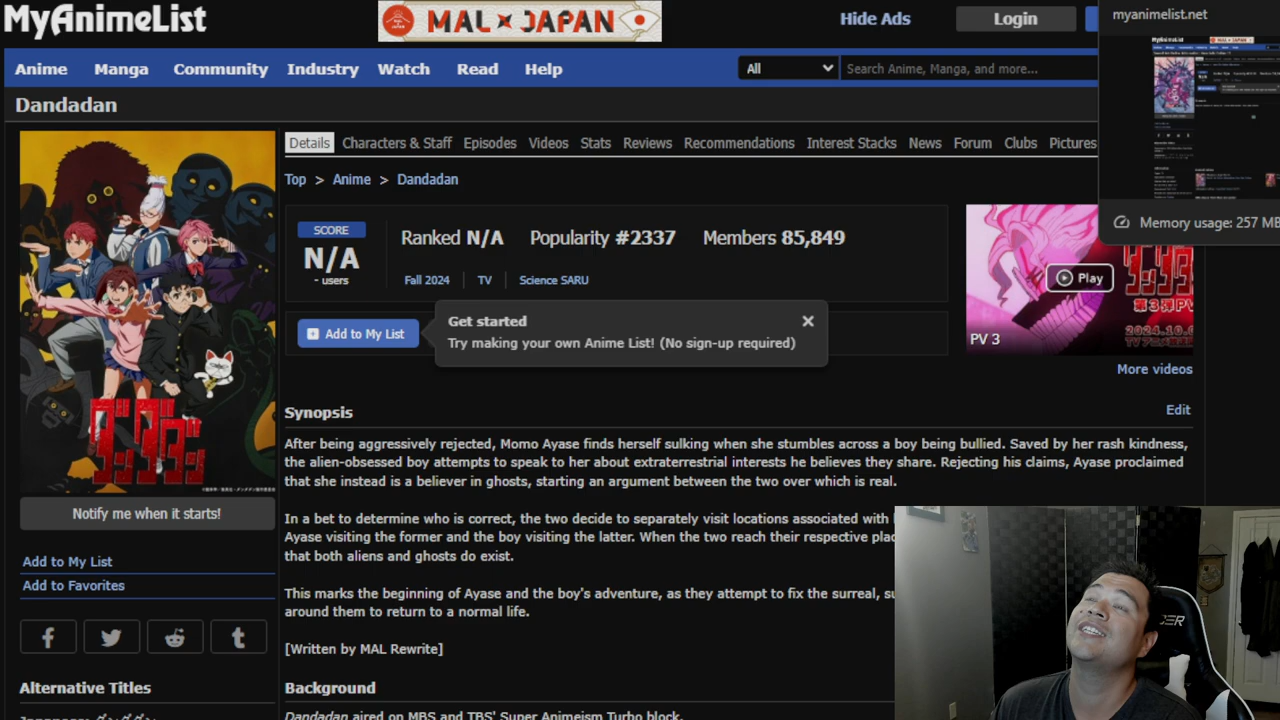 MyAnimeList
MAL x JAPAN
Hide Ads
Login
myanimelist.net
Anime Manga Community Industry Watch Read Help
All
Search Anime, Manga, and more...
Dandadan
Details Characters & Staff Episodes Videos Stats Reviews Recommendations Interest Stacks News Forum Clubs Pictures
Top > Anime > Dandadan
Memory usage: 257 MB
SCORE
N/A
- users
Ranked N/A Popularity #2337 Members 85,849
Fall 2024 TV Science SARU
Play
第3弾PV
2024.10.
PV 3
Add to My List
Get started
Try making your own Anime List! (No sign-up required)
More videos
ダンダダン
Synopsis
Edit
After being aggressively rejected, Momo Ayase finds herself sulking when she stumbles across a boy being bullied. Saved by her rash kindness,
the alien-obsessed boy attempts to speak to her about extraterrestrial interests he believes they share. Rejecting his claims, Ayase proclaimed
that she instead is a believer in ghosts, starting an argument between the two over which is real.
In a bet to determine who is correct, the two decide to separately visit locations associated with
Ayase visiting the former and the boy visiting the latter. When the two reach their respective
that both aliens and ghosts do exist.
This marks the beginning of Ayase and the boy's adventure, as they attempt to fix the surreal,
around them to return to a normal life.
[Written by MAL Rewrite]
Notify me when it starts!
Add to My List
Add to Favorites
Alternative Titles
Background
Dandadan aired on MBS and TBS' Super Animeism Turbo block.